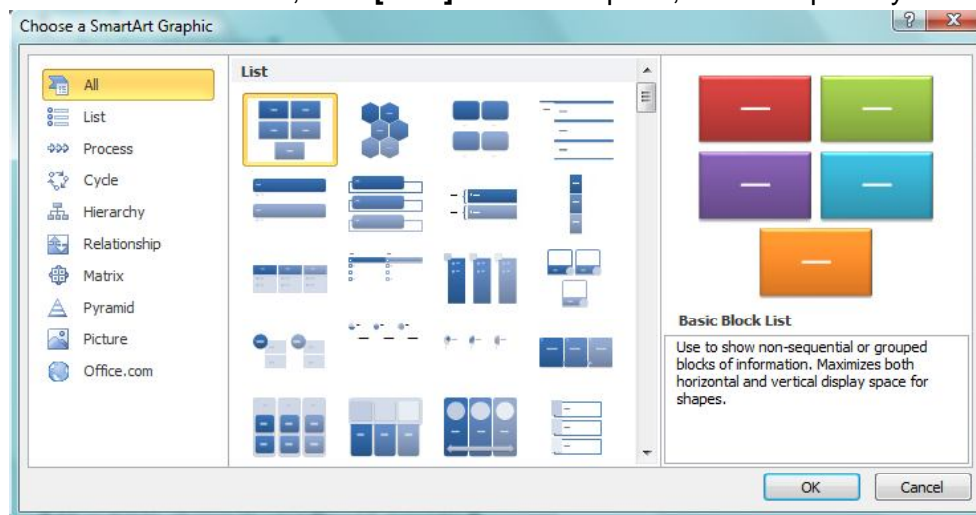 Choose a SmartArt Graphic
All
List
Process
Cycle
Hierarchy
Relationship
Matrix
Pyramid
Picture
Office.com
List
Basic Block List
Use to show non-sequential or grouped
blocks of information. Maximizes both
horizontal and vertical display space for
shapes.
OK
Cancel